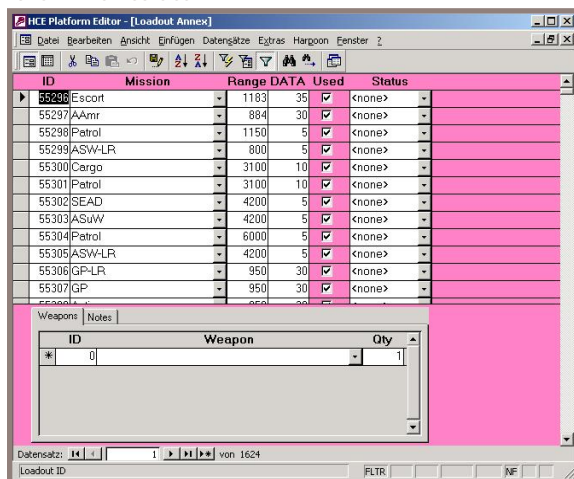 HCE Platform Editor - [Loadout Annex]
Datei Bearbeiten Ansicht Einfügen Datensätze Extras Harpoon Fenster ?
ID Mission Range DATA Used Status
55296 Escort 1183 35 <none>
55297 AAmr 884 30 <none>
55298 Patrol 1150 5 <none>
55299 ASW-LR 800 5 <none>
55300 Cargo 3100 10 <none>
55301 Patrol 3100 10 <none>
55302 SEAD 4200 5 <none>
55303 ASuW 4200 5 <none>
55304 Patrol 6000 5 <none>
55305 ASW-LR 4200 5 <none>
55306 GP-LR 950 30 <none>
55307 GP 950 30 <none>
Weapons Notes
ID Weapon Qty
* 0 1
Datensatz: 1 von 1624
Loadout ID FLTR NF